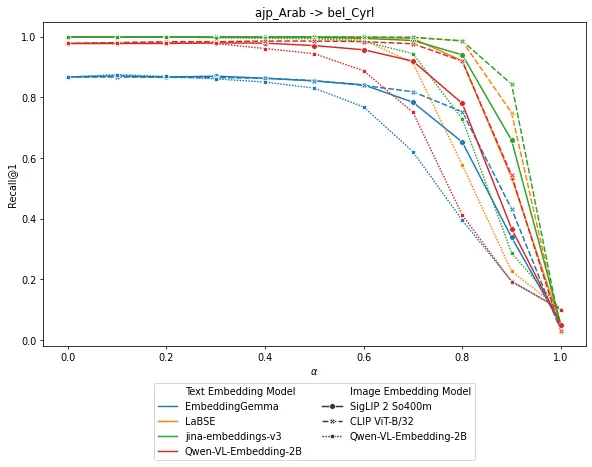 ajp_Arab -> bel_Cyrl
Recall@1
1.0
0.8
0.6
0.4
0.2
0.0
0.0 0.2 0.4 0.6 0.8 1.0
α
Text Embedding Model
EmbeddingGemma
LaBSE
jina-embeddings-v3
Qwen-VL-Embedding-2B
Image Embedding Model
SigLIP 2 So400m
CLIP ViT-B/32
Qwen-VL-Embedding-2B